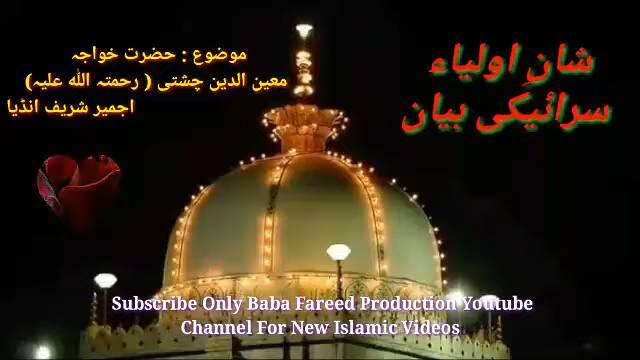 شانِ اولیاء
سرائیکی بیان
موضوع : حضرت خواجہ
معین الدین چشتی ( رحمتہ اللہ علیہ)
اجمیر شریف انڈیا
Subscribe Only Baba Fareed Production Youtube
Channel For New Islamic Videos